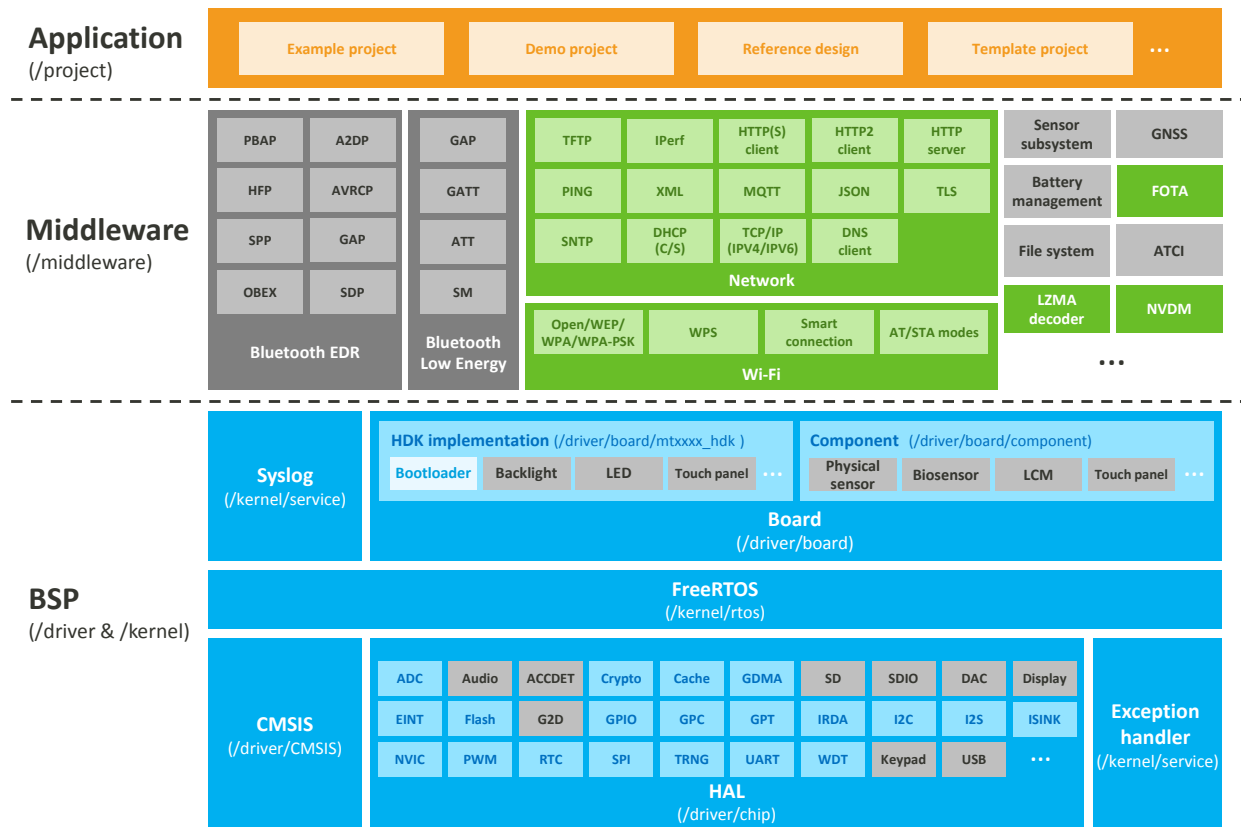 Application
(/project)
Example project
Demo project
Reference design
Template project
...
Middleware
(/middleware)
PBAP
A2DP
HFP
AVRCP
SPP
GAP
OBEX
SDP
Bluetooth EDR
GAP
GATT
ATT
SM
Bluetooth
Low Energy
TFTP
IPerf
HTTP(S)
client
HTTP2
client
HTTP
server
PING
XML
MQTT
JSON
TLS
SNTP
DHCP
(C/S)
TCP/IP
(IPV4/IPV6)
DNS
client
Network
Open/WEP/
WPA/WPA-PSK
WPS
Smart
connection
AT/STA modes
Wi-Fi
Sensor
subsystem
GNSS
Battery
management
FOTA
File system
ATCI
LZMA
decoder
NVDM
...
BSP
(/driver & /kernel)
Syslog
(/kernel/service)
HDK implementation (/driver/board/mtxxxx_hdk )
Bootloader
Backlight
LED
Touch panel
...
Component (/driver/board/component)
Physical
sensor
Biosensor
LCM
Touch panel
...
Board
(/driver/board)
FreeRTOS
(/kernel/rtos)
CMSIS
(/driver/CMSIS)
ADC
Audio
ACCDET
Crypto
Cache
GDMA
SD
SDIO
DAC
Display
EINT
Flash
G2D
GPIO
GPC
GPT
IRDA
I2C
I2S
ISINK
NVIC
PWM
RTC
SPI
TRNG
UART
WDT
Keypad
USB
...
HAL
(/driver/chip)
Exception
handler
(/kernel/service)